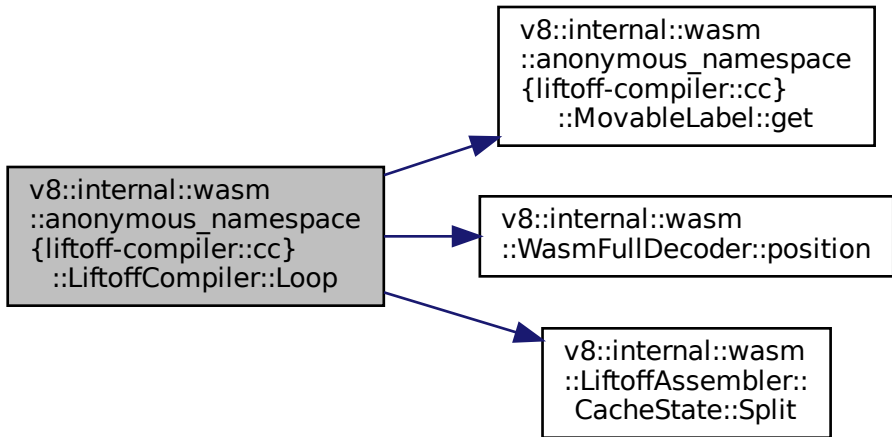 v8::internal::wasm
::anonymous_namespace
{liftoff-compiler::cc}
::LiftoffCompiler::Loop
v8::internal::wasm
::anonymous_namespace
{liftoff-compiler::cc}
::MovableLabel::get
v8::internal::wasm
::WasmFullDecoder::position
v8::internal::wasm
::LiftoffAssembler::
CacheState::Split